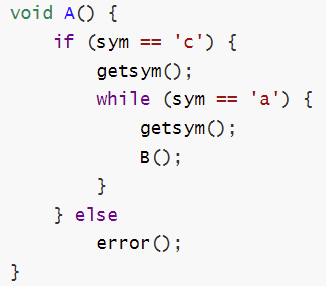 void A() {
    if (sym == 'c') {
        getsym();
        while (sym == 'a') {
            getsym();
            B();
        }
    } else
        error();
}